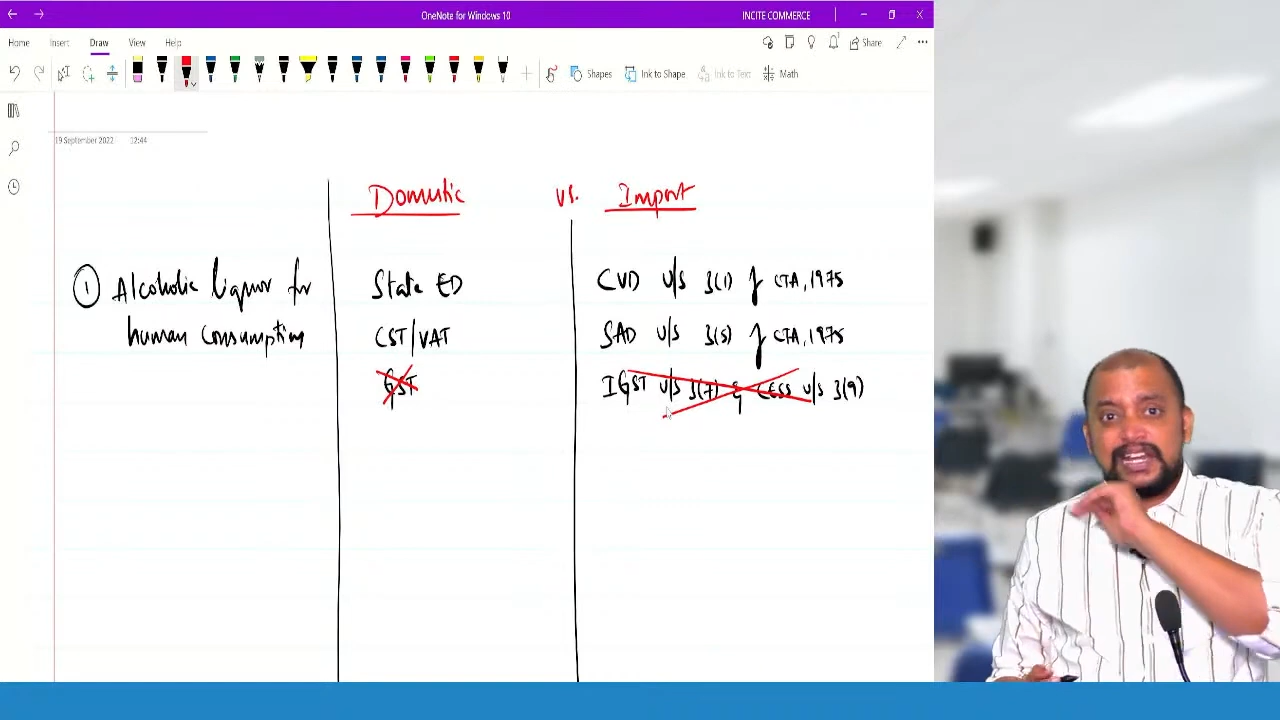 OneNote for Windows 10
INCITE COMMERCE
Home Insert Draw View Help
Share
Shapes Ink to Shape Ink to Text Math
19 September 2022 12:44
Domestic vs. Import
① Alcoholic liquor for
human consumption
State ED
CST/VAT
GST
CVD u/s 3(1) of CTA, 1975
SAD u/s 3(5) of CTA, 1975
IGST u/s 3(7) & CESS u/s 3(9)